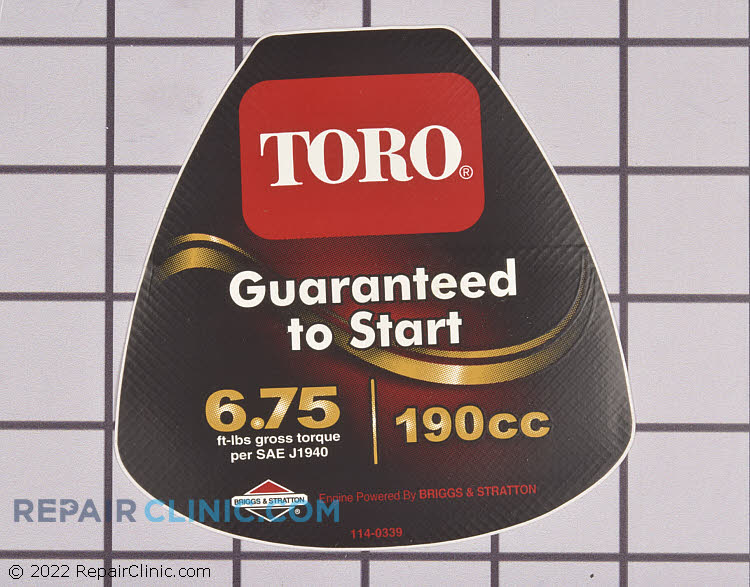 TORO®
Guaranteed
to Start
6.75
ft-lbs gross torque
per SAE J1940
190cc
BRIGGS & STRATTON
®
Engine Powered By BRIGGS & STRATTON
REPAIRCLINIC.COM
114-0339
© 2022 RepairClinic.com